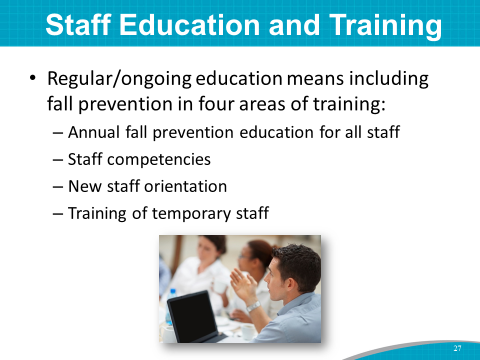 Staff Education and Training
• Regular/ongoing education means including
fall prevention in four areas of training:
– Annual fall prevention education for all staff
– Staff competencies
– New staff orientation
– Training of temporary staff
27